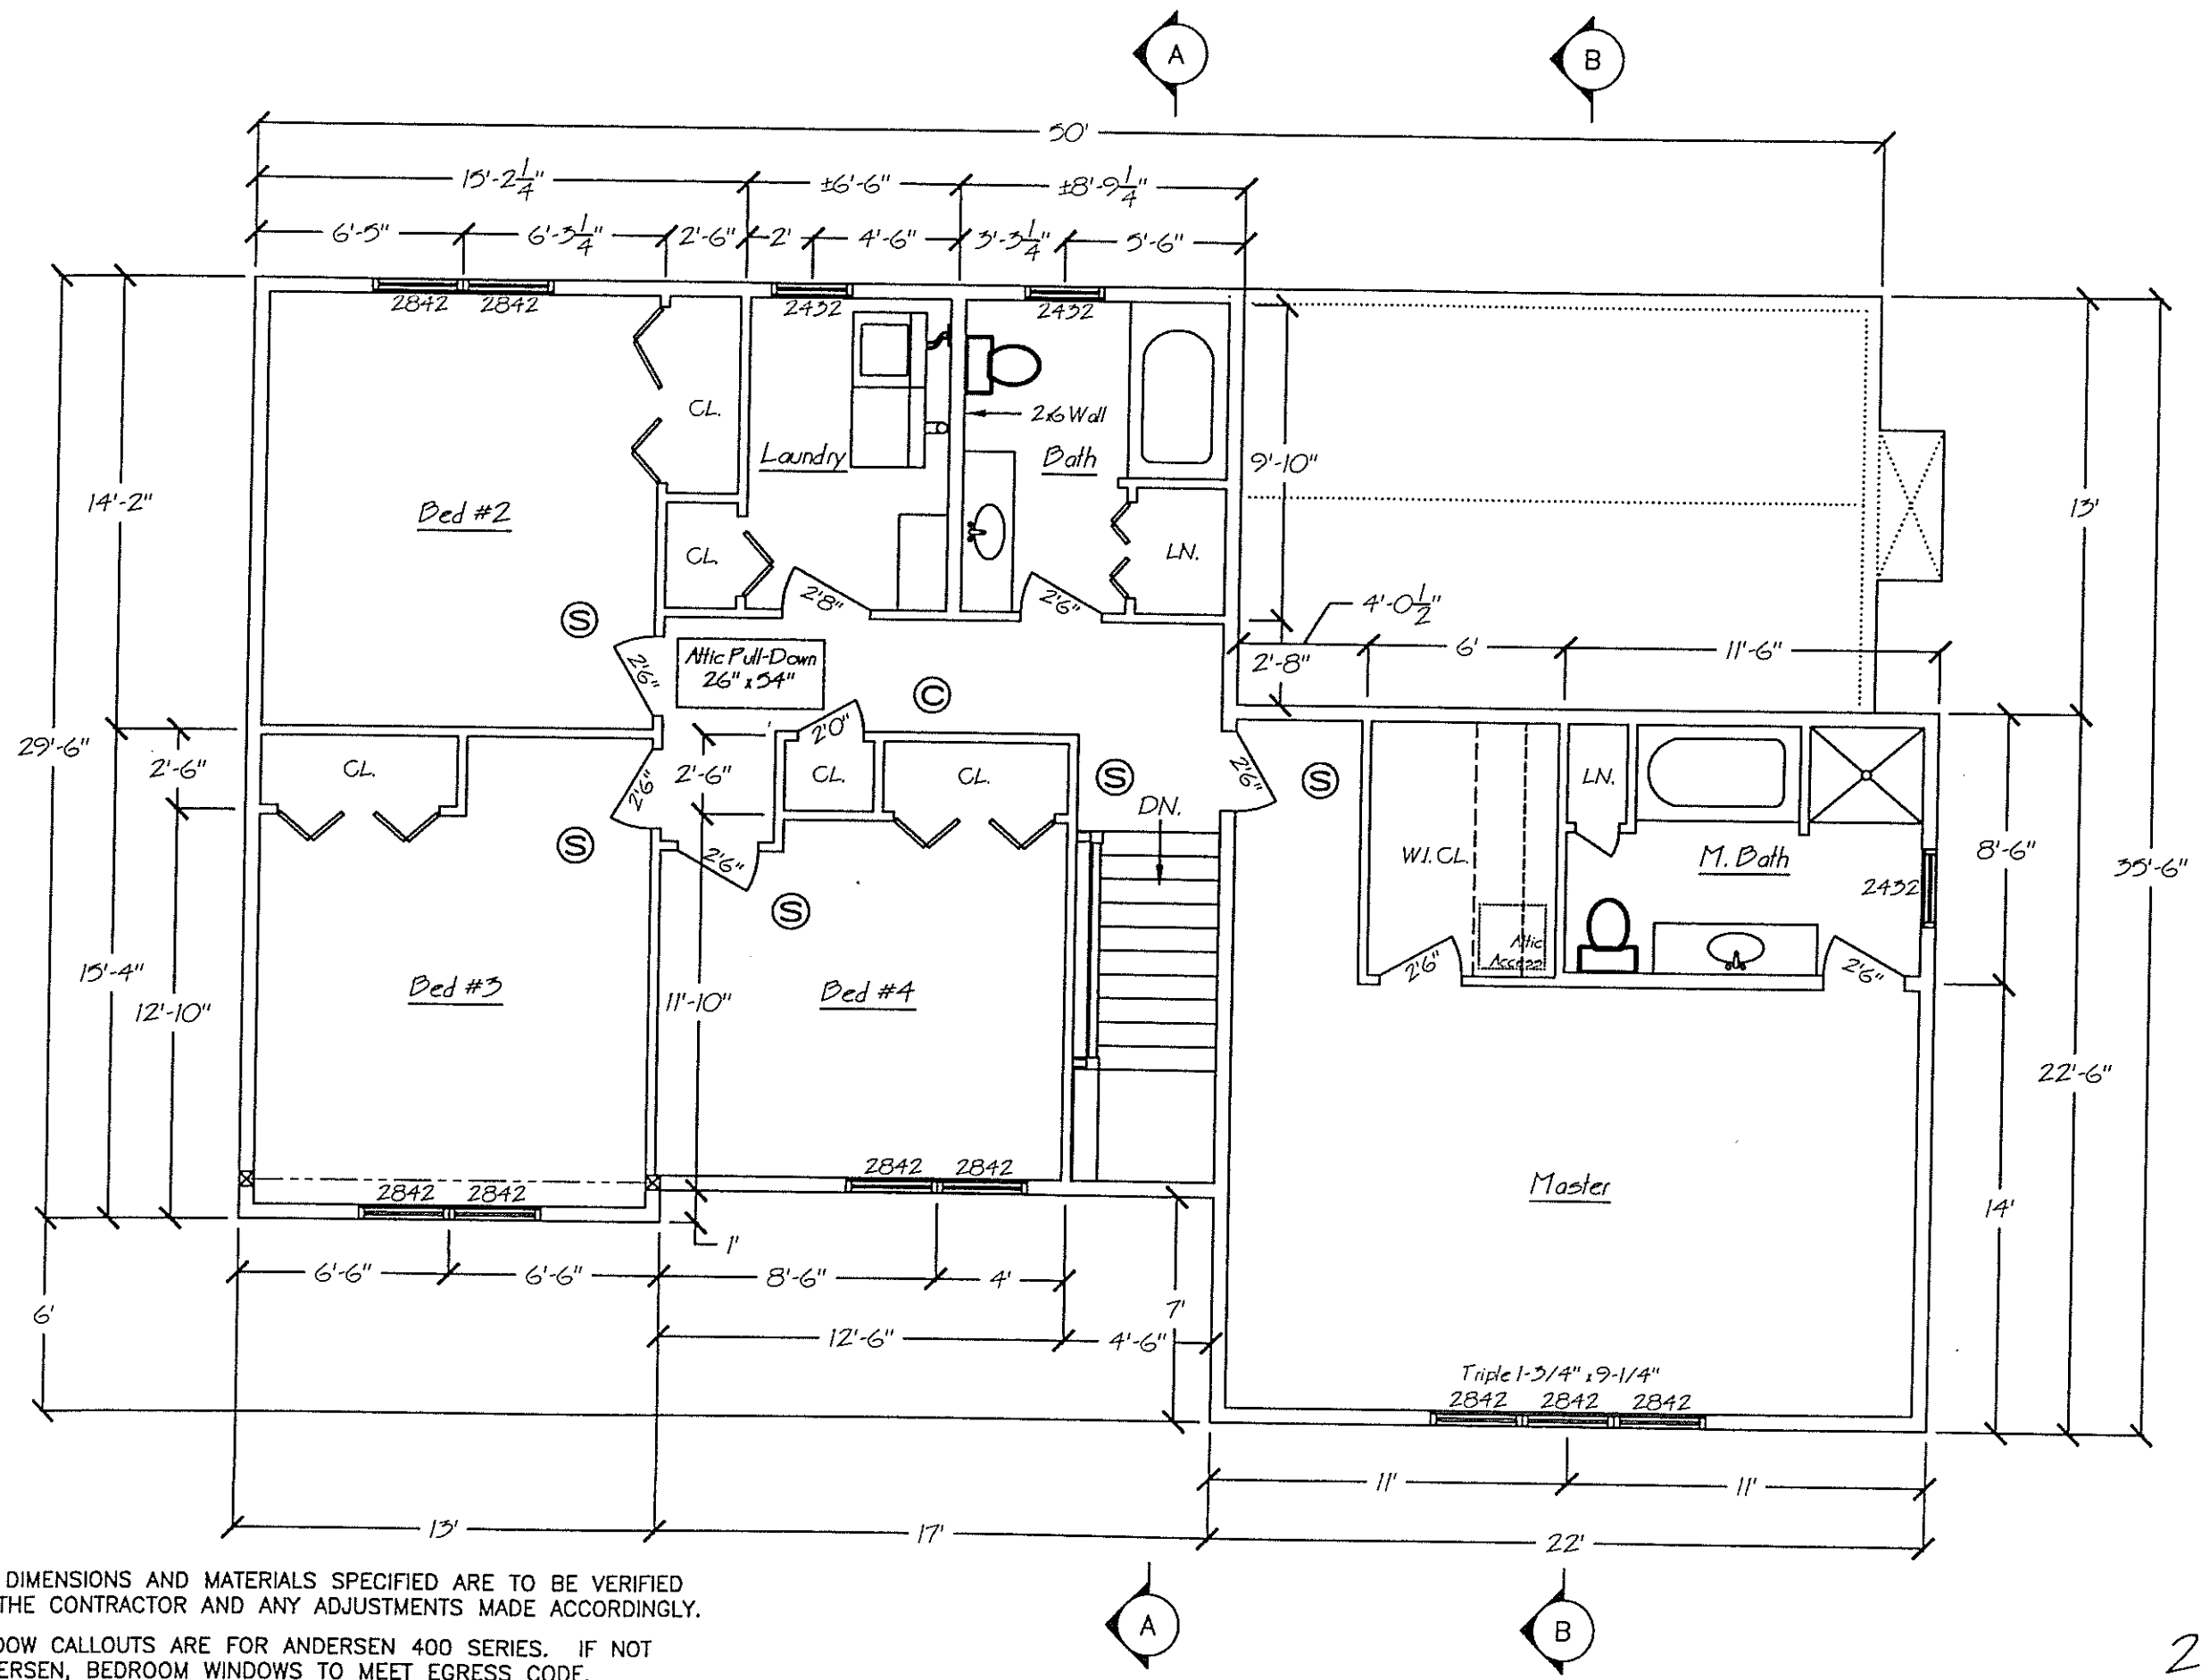 A
B
50'
15'-2 1/4"
±6'-6"
±8'-9 1/4"
6'-5"
6'-3 1/4"
2'-6"
2'
4'-6"
3'-3 1/4"
5'-6"
2842 2842
2432
2432
CL.
2x6 Wall
Laundry
Bath
9'-10"
14'-2"
13'
Bed #2
CL.
LN.
2'8"
2'6"
4'-0 1/2"
S
Attic Pull-Down
26" x 54"
2'6"
2'-8"
6'
11'-6"
C
29'-6"
2'-6"
CL.
2'6"
2'-6"
2'0"
CL.
CL.
S
DN.
2'6"
S
LN.
S
2'6"
W.I. CL.
M. Bath
8'-6"
35'-6"
2432
S
15'-4"
12'-10"
Bed #3
11'-10"
Bed #4
2'6"
Attic
Access
2'6"
22'-6"
2842 2842
2842 2842
Master
14'
1'
6'-6"
6'-6"
8'-6"
4'
6'
7'
12'-6"
4'-6"
Triple 1-3/4" x 9-1/4"
2842 2842 2842
11'
11'
13'
17'
22'
DIMENSIONS AND MATERIALS SPECIFIED ARE TO BE VERIFIED
THE CONTRACTOR AND ANY ADJUSTMENTS MADE ACCORDINGLY.
A
B
DOW CALLOUTS ARE FOR ANDERSEN 400 SERIES. IF NOT
ERSEN, BEDROOM WINDOWS TO MEET EGRESS CODE.
2